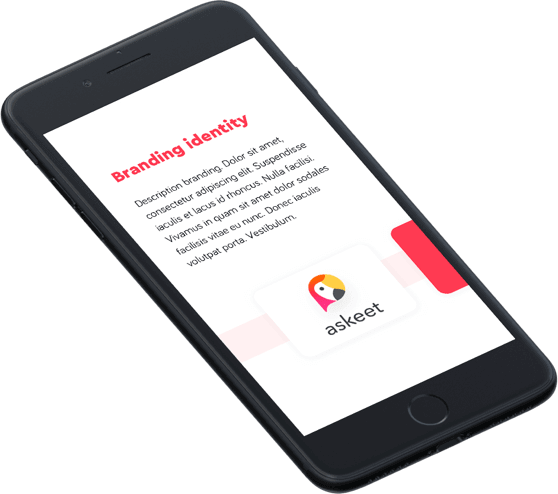 Branding identity
Description branding. Dolor sit amet,
consectetur adipiscing elit. Suspendisse
iaculis et lacus id rhoncus. Nulla facilisi.
Vivamus in quam sit amet dolor sodales
facilisis vitae eu nunc. Donec iaculis
volutpat porta. Vestibulum.
askeet